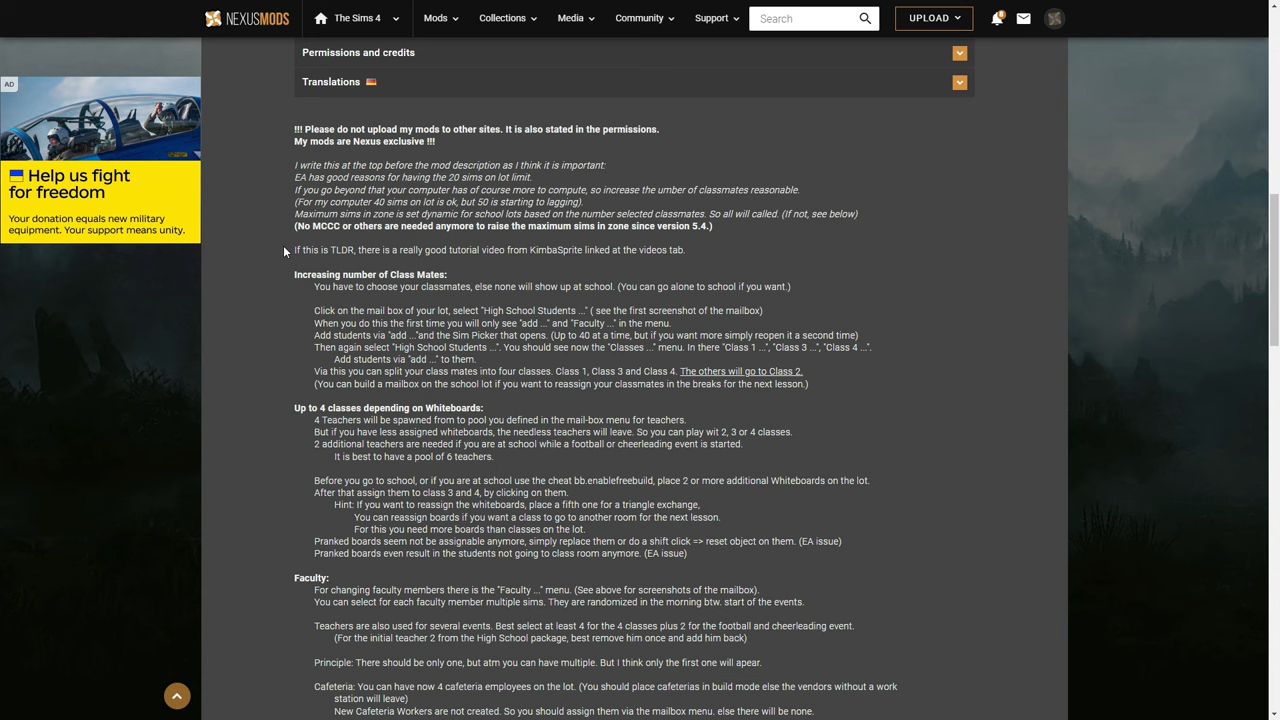 NEXUSMODS The Sims 4 Mods Collections Media Community Support Search UPLOAD
Permissions and credits
Translations
AD
Help us fight
for freedom
Your donation equals new military
equipment. Your support means unity.
!!! Please do not upload my mods to other sites. It is also stated in the permissions.
My mods are Nexus exclusive !!!
I write this at the top before the mod description as I think it is important:
EA has good reasons for having the 20 sims on lot limit.
If you go beyond that your computer has of course more to compute, so increase the umber of classmates reasonable.
(For my computer 40 sims on lot is ok, but 50 is starting to lagging).
Maximum sims in zone is set dynamic for school lots based on the number selected classmates. So all will called. (If not, see below)
(No MCCC or others are needed anymore to raise the maximum sims in zone since version 5.4.)
If this is TLDR, there is a really good tutorial video from KimbaSprite linked at the videos tab.
Increasing number of Class Mates:
You have to choose your classmates, else none will show up at school. (You can go alone to school if you want.)
Click on the mail box of your lot, select "High School Students ..." ( see the first screenshot of the mailbox)
When you do this the first time you will only see "add ..." and "Faculty ..." in the menu.
Add students via "add ..."and the Sim Picker that opens. (Up to 40 at a time, but if you want more simply reopen it a second time)
Then again select "High School Students ...". You should see now the "Classes ..." menu. In there "Class 1 ...", "Class 3 ...", "Class 4 ...".
Add students via "add ..." to them.
Via this you can split your class mates into four classes. Class 1, Class 3 and Class 4. The others will go to Class 2.
(You can build a mailbox on the school lot if you want to reassign your classmates in the breaks for the next lesson.)
Up to 4 classes depending on Whiteboards:
4 Teachers will be spawned from to pool you defined in the mail-box menu for teachers.
But if you have less assigned whiteboards, the needless teachers will leave. So you can play wit 2, 3 or 4 classes.
2 additional teachers are needed if you are at school while a football or cheerleading event is started.
It is best to have a pool of 6 teachers.
Before you go to school, or if you are at school use the cheat bb.enablefreebuild, place 2 or more additional Whiteboards on the lot.
After that assign them to class 3 and 4, by clicking on them.
Hint: If you want to reassign the whiteboards, place a fifth one for a triangle exchange,
You can reassign boards if you want a class to go to another room for the next lesson.
For this you need more boards than classes on the lot.
Pranked boards seem not be assignable anymore, simply replace them or do a shift click => reset object on them. (EA issue)
Pranked boards even result in the students not going to class room anymore. (EA issue)
Faculty:
For changing faculty members there is the "Faculty ..." menu. (See above for screenshots of the mailbox).
You can select for each faculty member multiple sims. They are randomized in the morning btw. start of the events.
Teachers are also used for several events. Best select at least 4 for the 4 classes plus 2 for the football and cheerleading event.
(For the initial teacher 2 from the High School package, best remove him once and add him back)
Principle: There should be only one, but atm you can have multiple. But I think only the first one will apear.
Cafeteria: You can have now 4 cafeteria employees on the lot. (You should place cafeterias in build mode else the vendors without a work
station will leave)
New Cafeteria Workers are not created. So you should assign them via the mailbox menu. else there will be none.